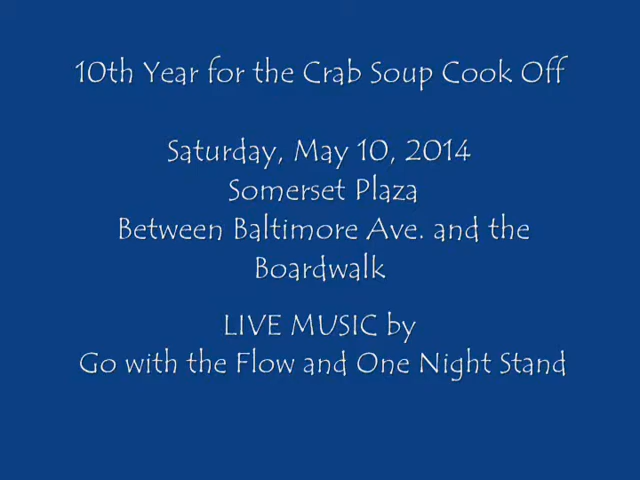 10th Year for the Crab Soup Cook Off
Saturday, May 10, 2014
Somerset Plaza
Between Baltimore Ave. and the
Boardwalk
LIVE MUSIC by
Go with the Flow and One Night Stand